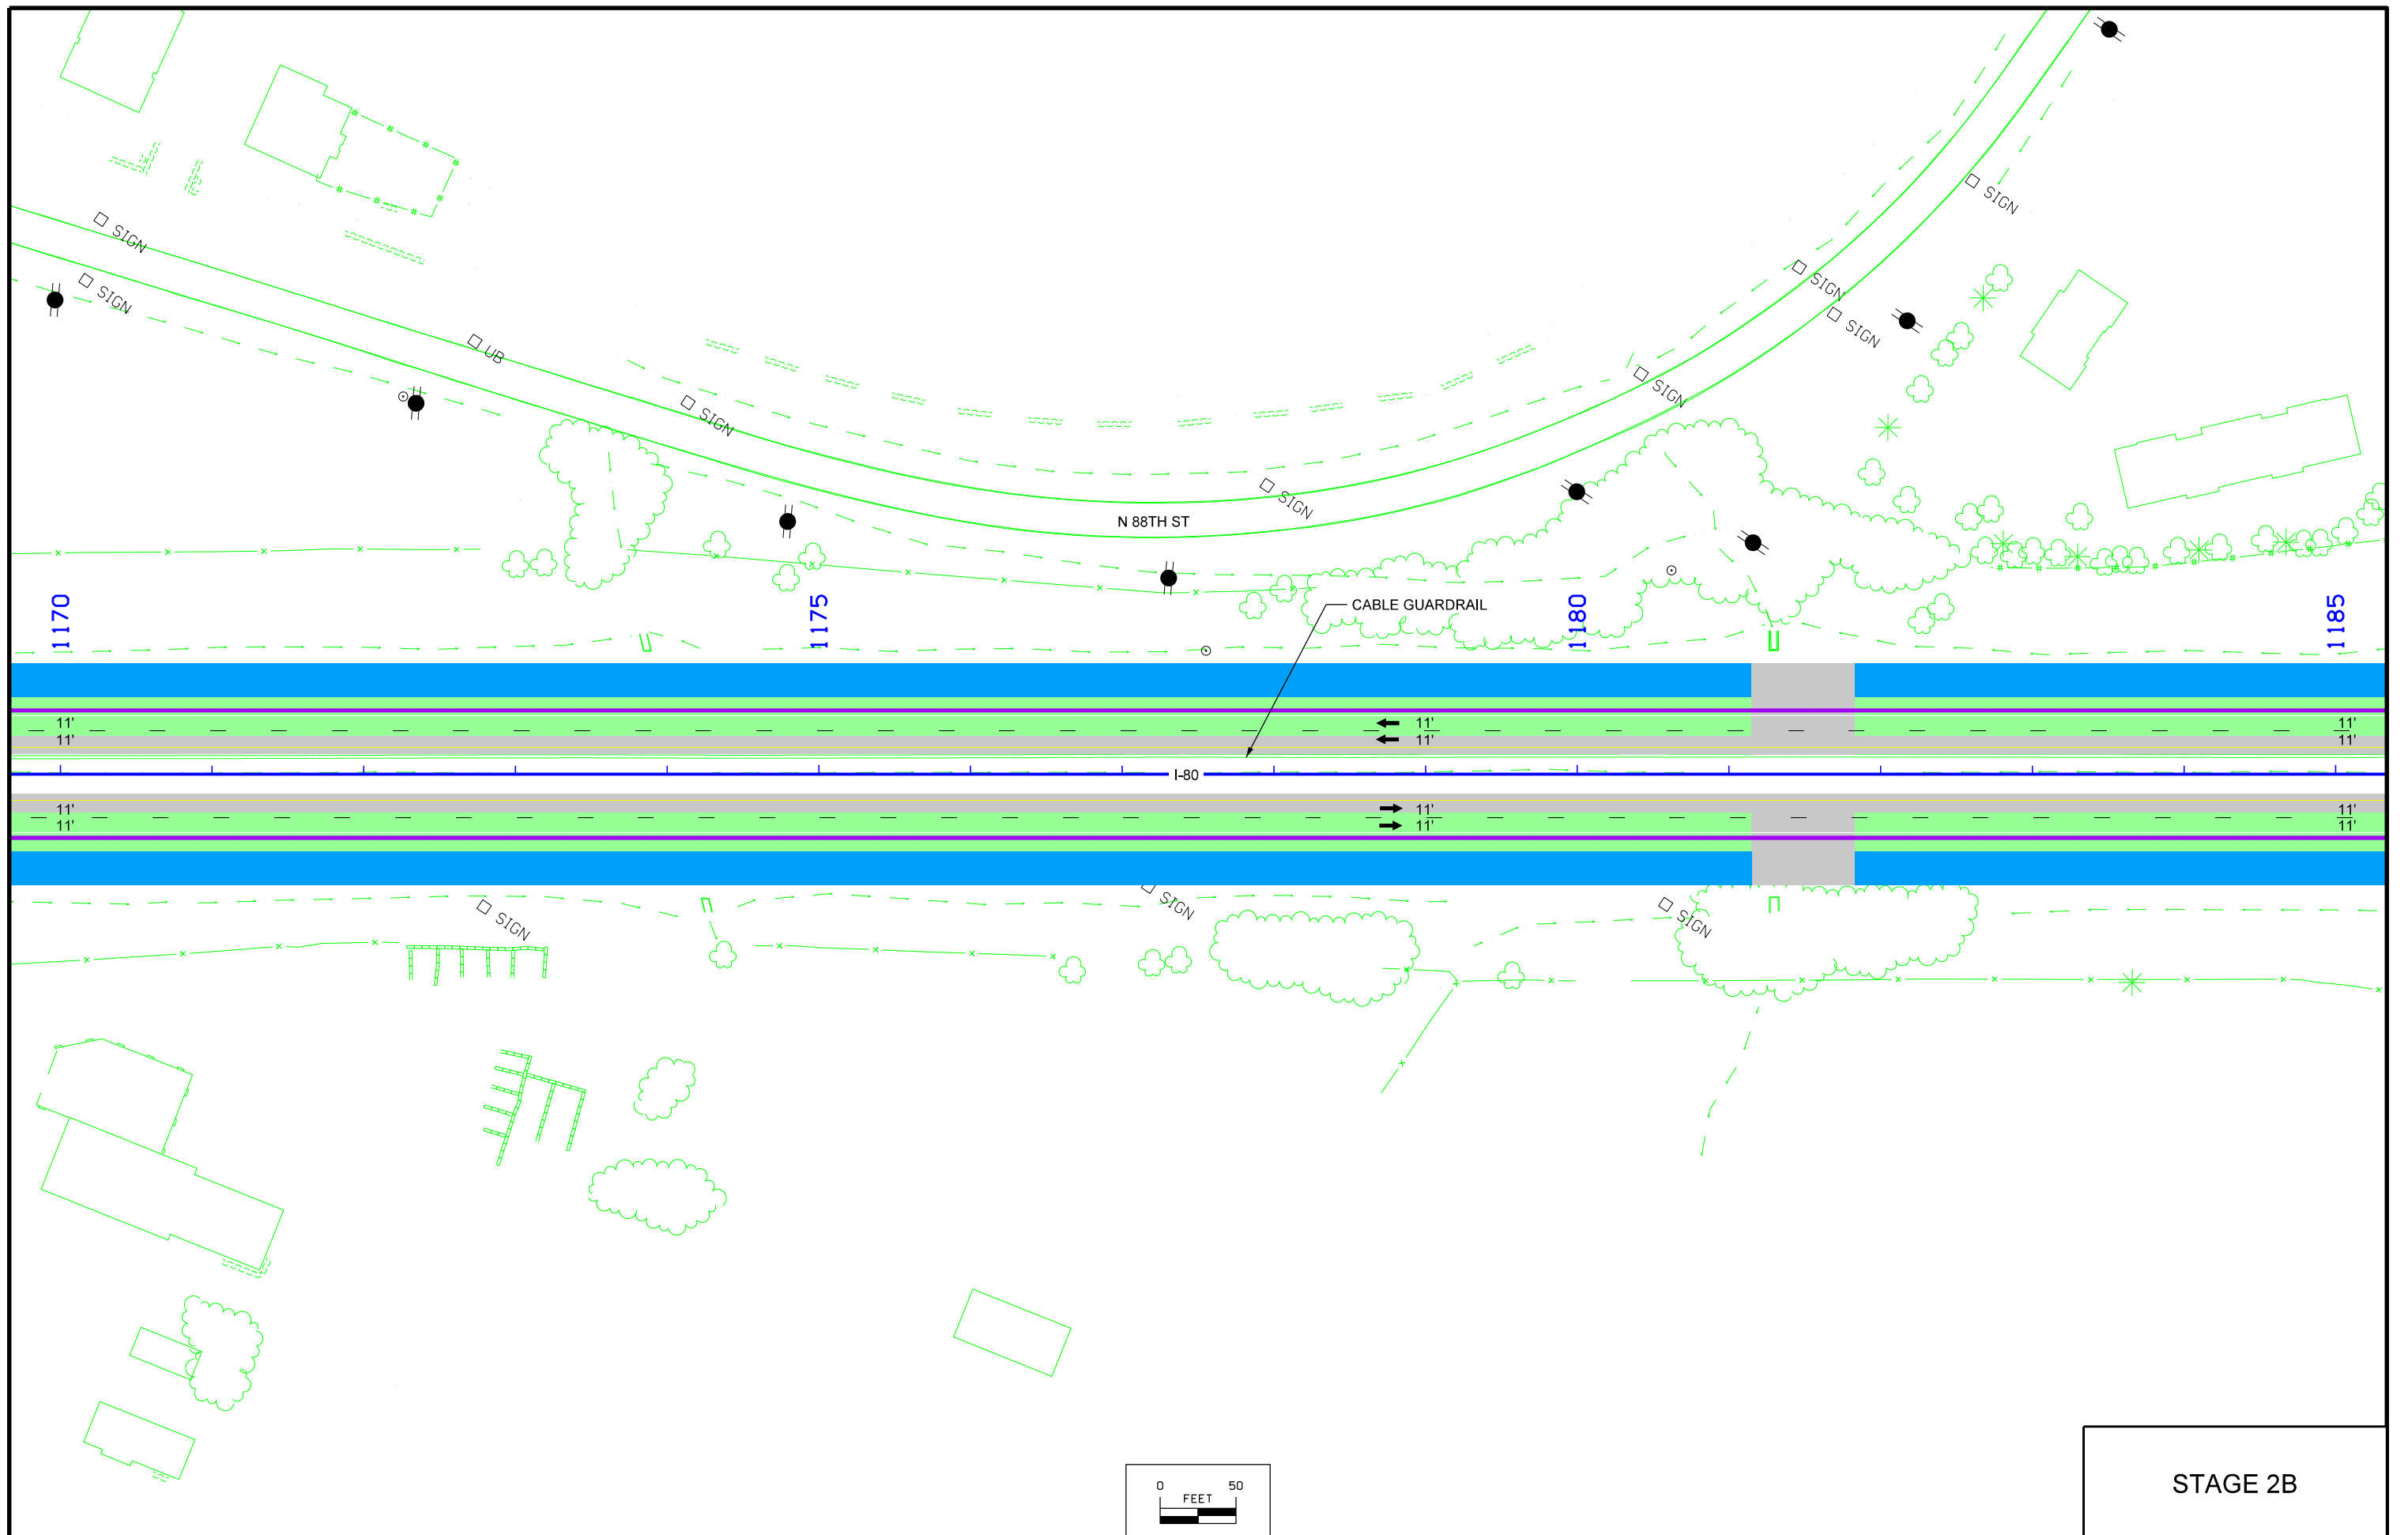 SIGN
SIGN
SIGN
SIGN
UB
SIGN
SIGN
SIGN
SIGN
N 88TH ST
1170
1175
CABLE GUARDRAIL
1180
1185
11' 11' 11'
11' 11' 11'
I-80
11' 11' 11'
11' 11' 11'
SIGN
SIGN
SIGN
0 50
FEET
STAGE 2B